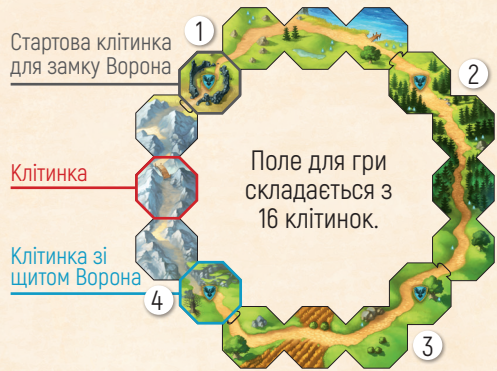 Стартова клітинка
для замку Ворона
1
2
Клітинка
Поле для гри
складається з
16 клітинок.
Клітинка зі
щитом Ворона
4
3